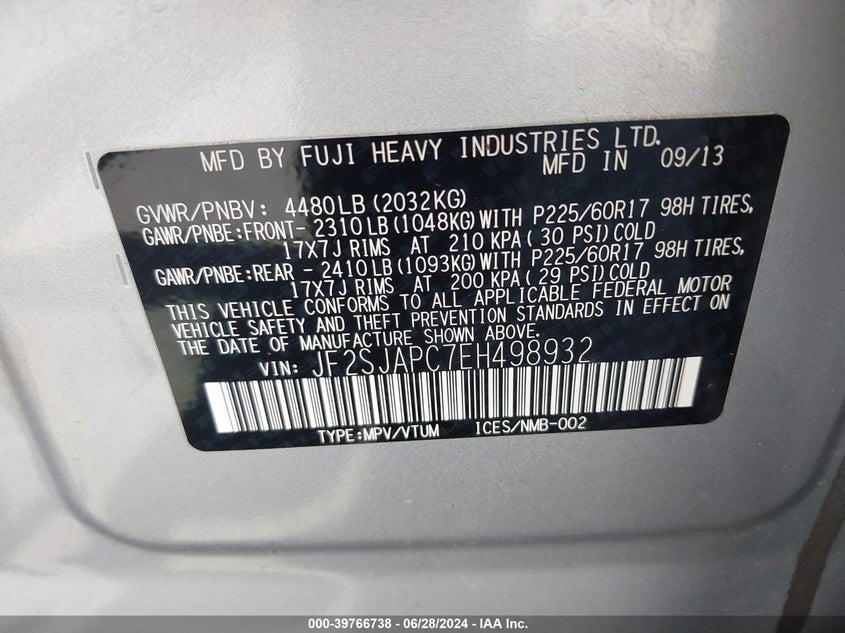 MFD BY FUJI HEAVY INDUSTRIES LTD.
MFD IN 09/13
GVWR/PNBV: 4480LB (2032KG)
GAWR/PNBE:FRONT- 2310LB (1048KG) WITH P225/60R17 98H TIRES,
17X7J RIMS AT 210 KPA ( 30 PSI) COLD
GAWR/PNBE:REAR - 2410LB (1093KG) WITH P225/60R17 98H TIRES,
17X7J RIMS AT 200 KPA ( 29 PSI) COLD
THIS VEHICLE CONFORMS TO ALL APPLICABLE FEDERAL MOTOR
VEHICLE SAFETY AND THEFT PREVENTION STANDARDS IN EFFECT ON
THE DATE OF MANUFACTURE SHOWN ABOVE.
VIN: JF2SJAPC7EH498932
TYPE:MPV/VTUM ICES/NMB-002
000-39766738 - 06/28/2024 - IAA Inc.